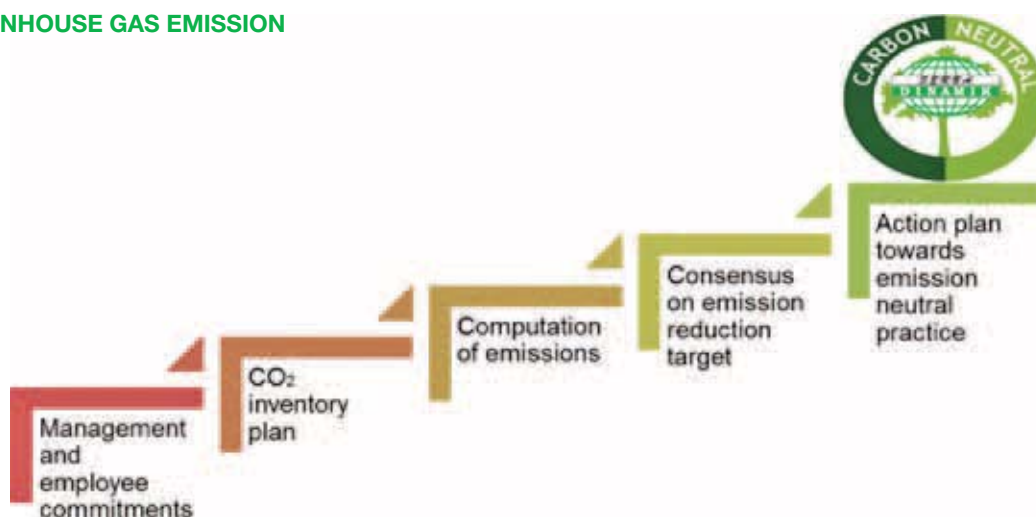 NHOUSE GAS EMISSION
CARBON NEUTRAL
DINAMIK
Action plan
towards
emission
neutral
practice
Consensus
on emission
reduction
target
Computation
of emissions
CO₂
inventory
plan
Management
and
employee
commitments